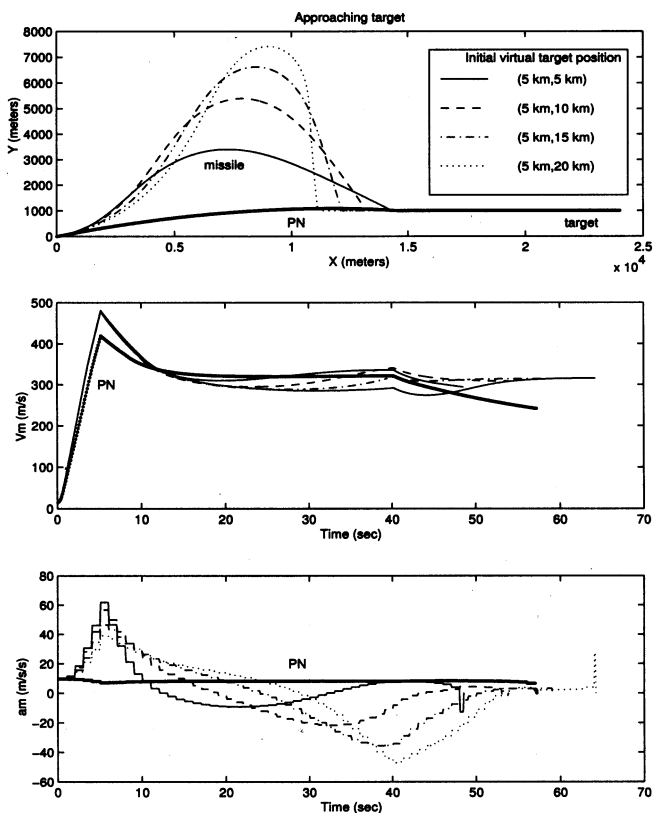 Approaching target
8000
7000
6000
5000
4000
3000
2000
1000
0
Y (meters)
Initial virtual target position
(5 km,5 km)
(5 km,10 km)
(5 km,15 km)
(5 km,20 km)
missile
PN
target
0 0.5 1 1.5 2 2.5
X (meters)
x 10^4
500
400
300
200
100
0
Vm (m/s)
PN
0 10 20 30 40 50 60 70
Time (sec)
80
60
40
20
0
−20
−40
−60
am (m/s/s)
PN
0 10 20 30 40 50 60 70
Time (sec)